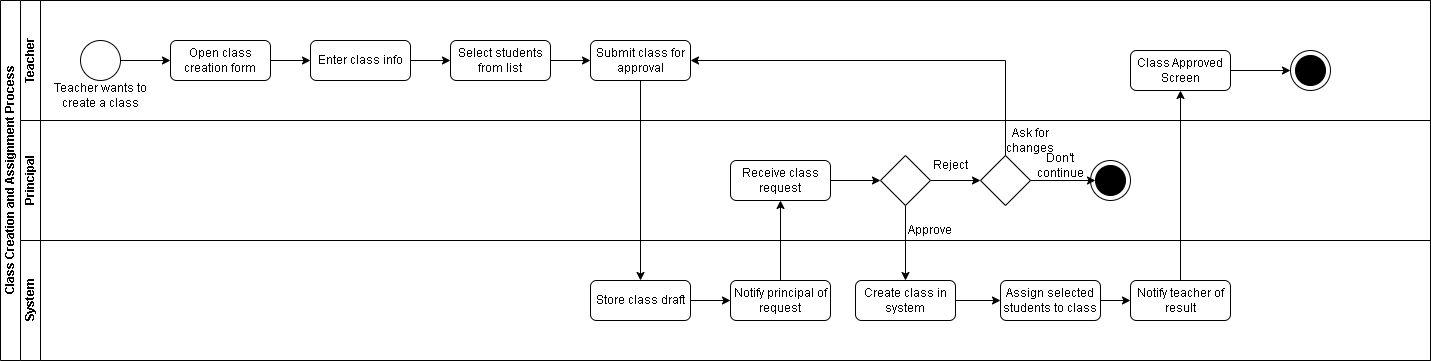 Class Creation and Assignment Process
Teacher
Teacher wants to
create a class
Open class
creation form
Enter class info
Select students
from list
Submit class for
approval
Class Approved
Screen
Principal
Receive class
request
Reject
Approve
Ask for
changes
Don't
continue
System
Store class draft
Notify principal of
request
Create class in
system
Assign selected
students to class
Notify teacher of
result